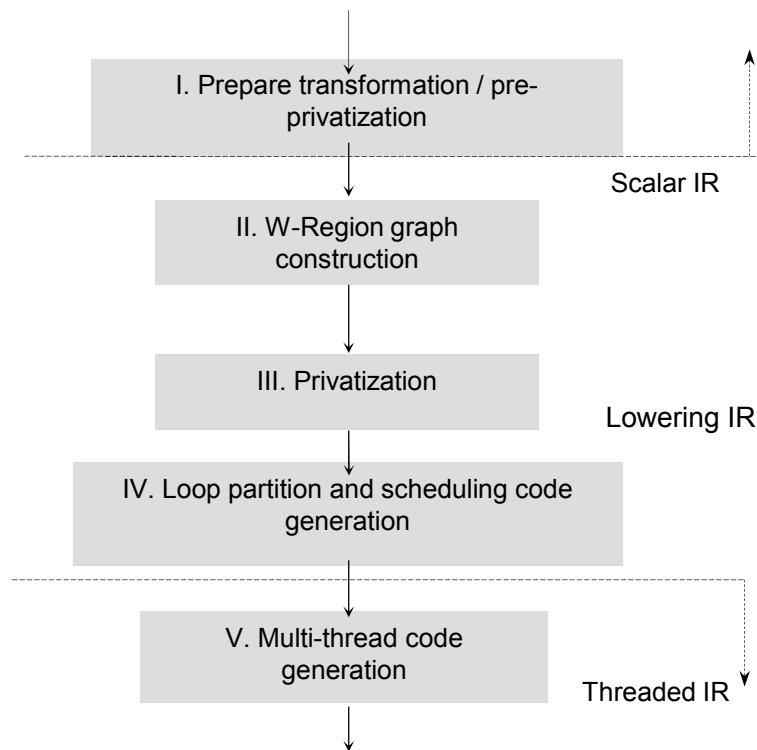 I. Prepare transformation / pre-
privatization
Scalar IR
II. W-Region graph
construction
III. Privatization
Lowering IR
IV. Loop partition and scheduling code
generation
V. Multi-thread code
generation
Threaded IR